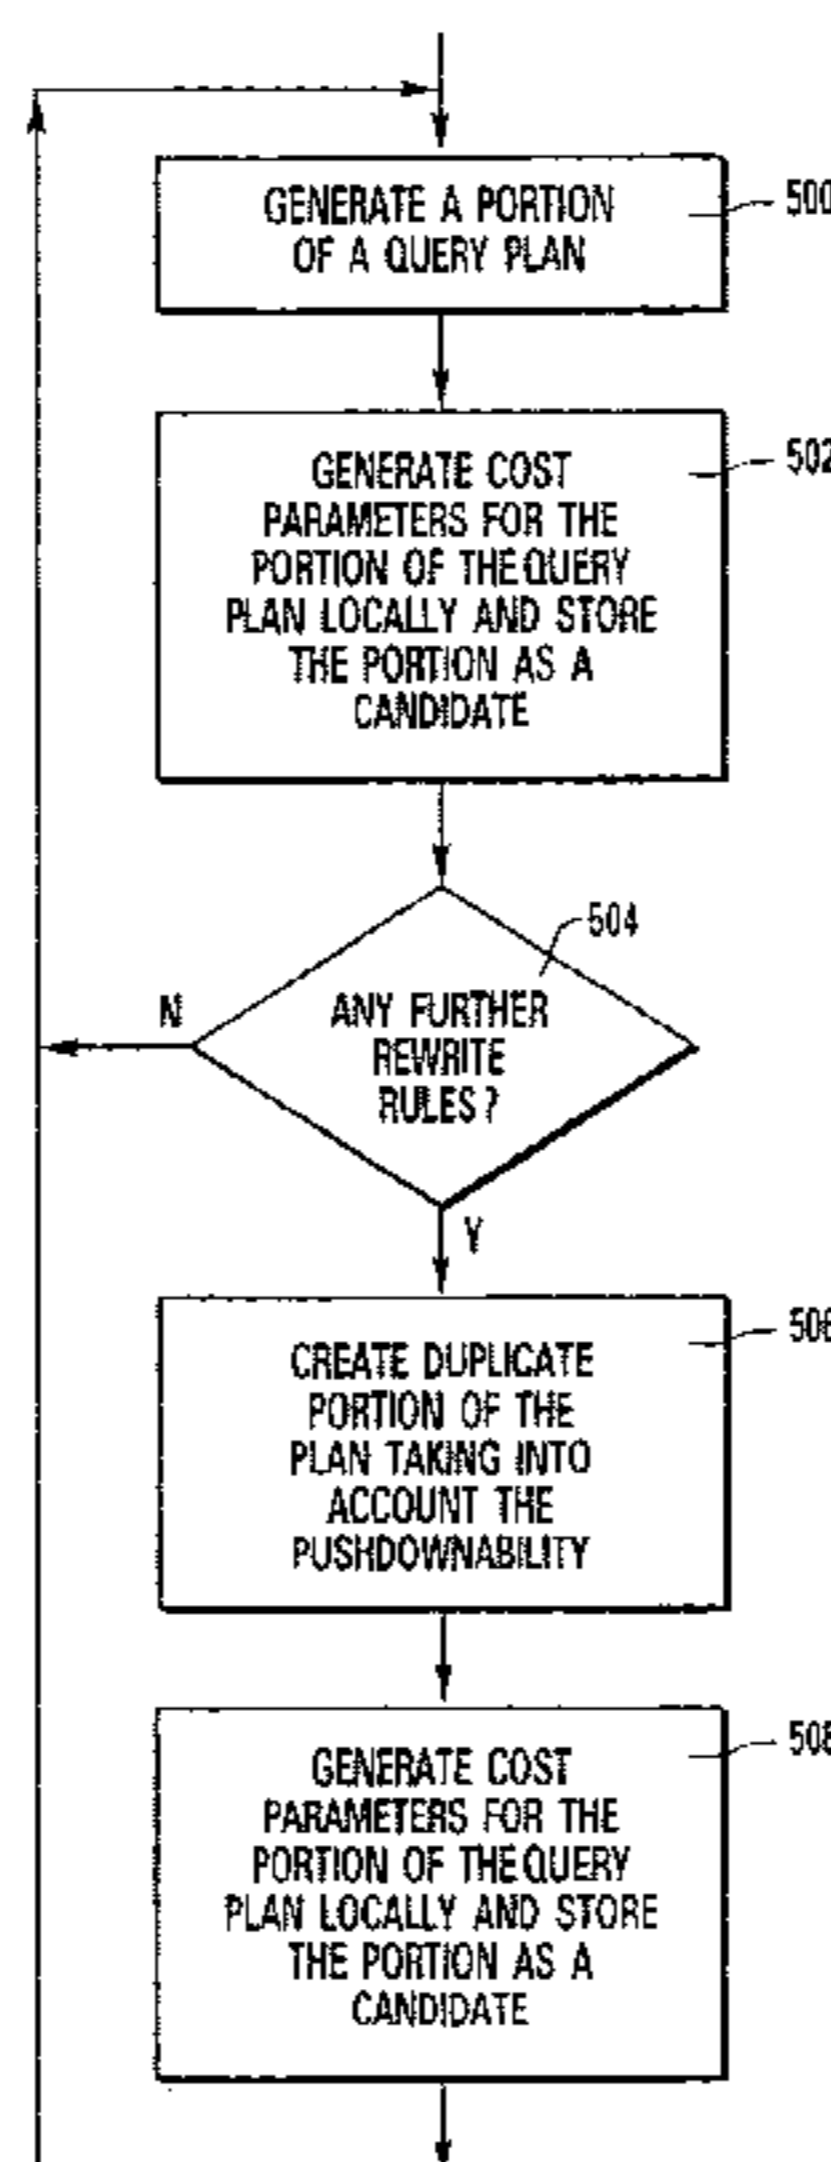 GENERATE A PORTION
OF A QUERY PLAN
500
GENERATE COST
PARAMETERS FOR THE
PORTION OF THE QUERY
PLAN LOCALLY AND STORE
THE PORTION AS A
CANDIDATE
502
504
ANY FURTHER
REWRITE
RULES?
N
Y
CREATE DUPLICATE
PORTION OF THE
PLAN TAKING INTO
ACCOUNT THE
PUSHDOWNABILITY
506
GENERATE COST
PARAMETERS FOR THE
PORTION OF THE QUERY
PLAN LOCALLY AND STORE
THE PORTION AS A
CANDIDATE
508